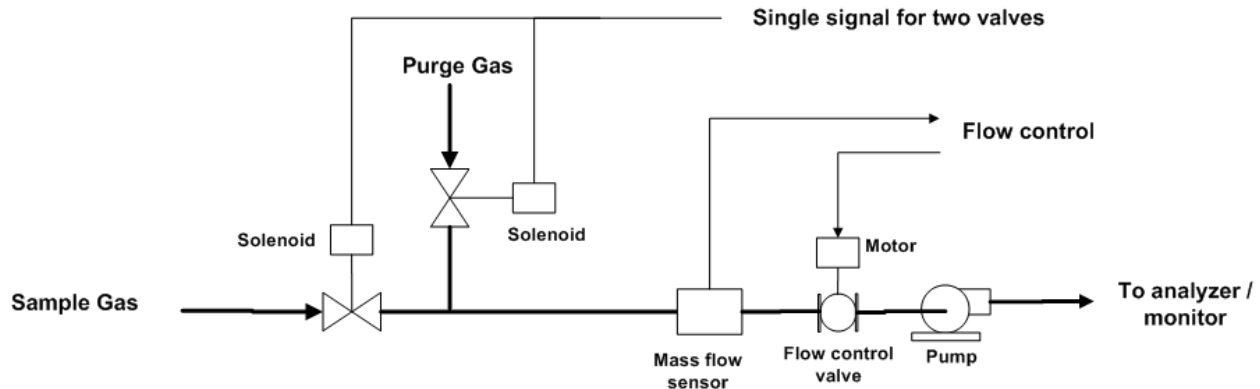 Single signal for two valves
Purge Gas
Flow control
Solenoid
Solenoid
Motor
Sample Gas
To analyzer /
monitor
Mass flow
sensor
Flow control
valve
Pump